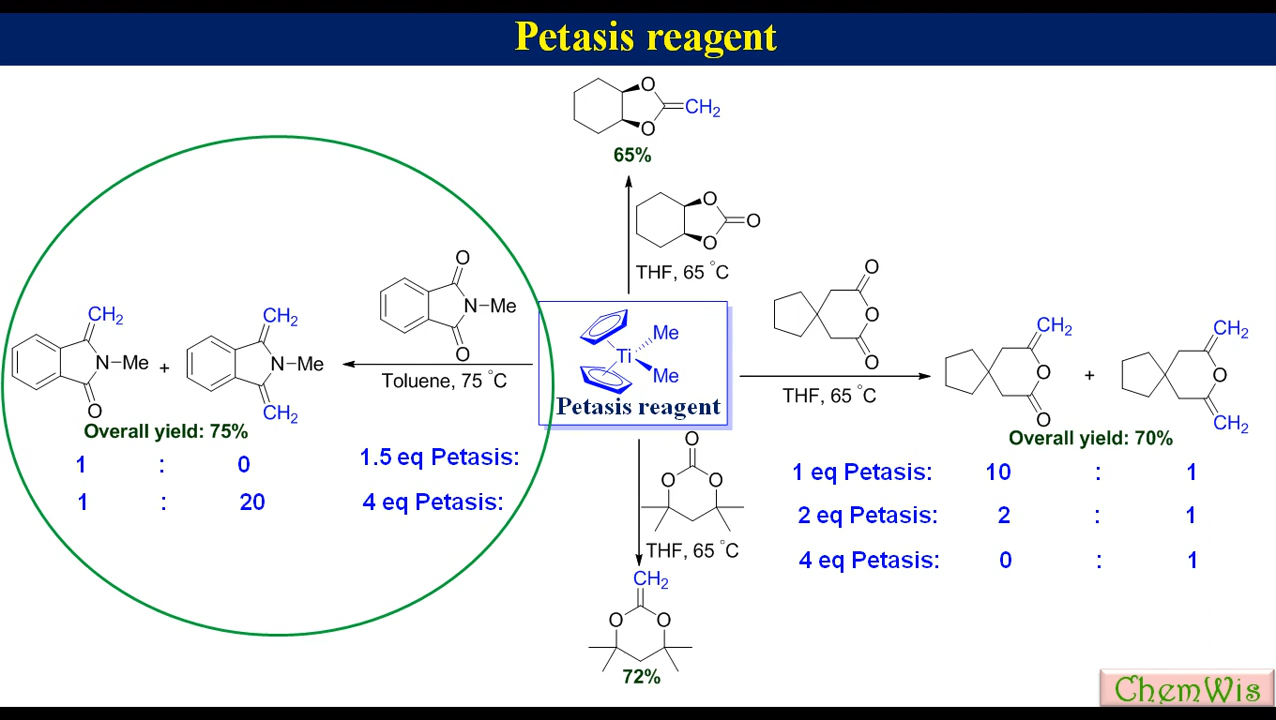 Petasis reagent
O
O
CH2
65%
O
O
O
THF, 65 °C
O
N Me
O
Toluene, 75 °C
CH2
N Me
O
+
CH2
N Me
CH2
Overall yield: 75%
1 : 0 1.5 eq Petasis:
1 : 20 4 eq Petasis:
Me
Ti
Me
Petasis reagent
O
O
O
THF, 65 °C
CH2
O
O
+
CH2
O
CH2
Overall yield: 70%
1 eq Petasis: 10 : 1
2 eq Petasis: 2 : 1
4 eq Petasis: 0 : 1
O
O O
THF, 65 °C
CH2
O O
72%
ChemWis